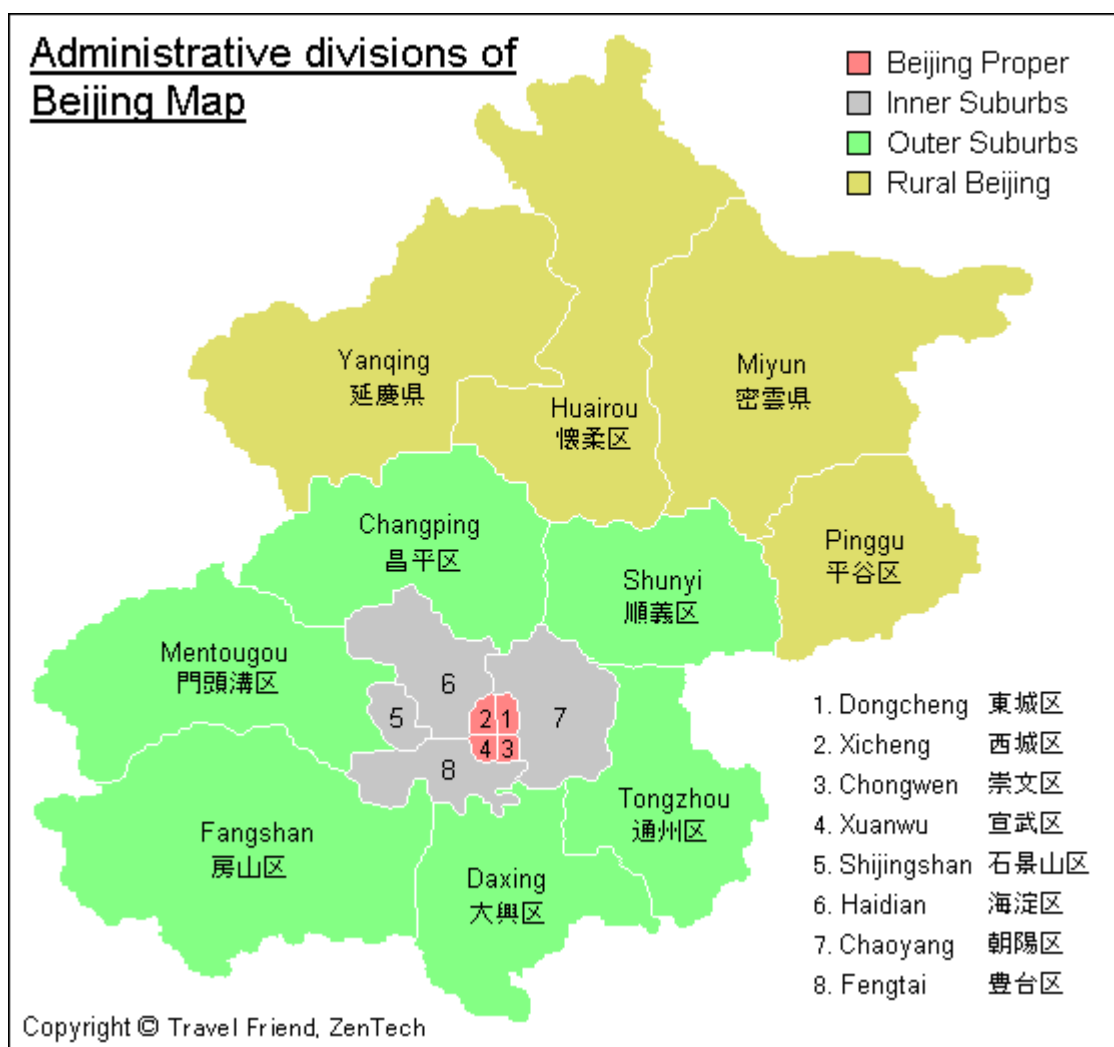 Administrative divisions of
Beijing Map
Beijing Proper
Inner Suburbs
Outer Suburbs
Rural Beijing
Yanqing
延慶県
Huairou
懐柔区
Miyun
密雲県
Changping
昌平区
Shunyi
順義区
Pinggu
平谷区
Mentougou
門頭溝区
6
5
2
1
7
4
3
8
Fangshan
房山区
Daxing
大興区
Tongzhou
通州区
1. Dongcheng 東城区
2. Xicheng 西城区
3. Chongwen 崇文区
4. Xuanwu 宣武区
5. Shijingshan 石景山区
6. Haidian 海淀区
7. Chaoyang 朝陽区
8. Fengtai 豊台区
Copyright © Travel Friend, ZenTech